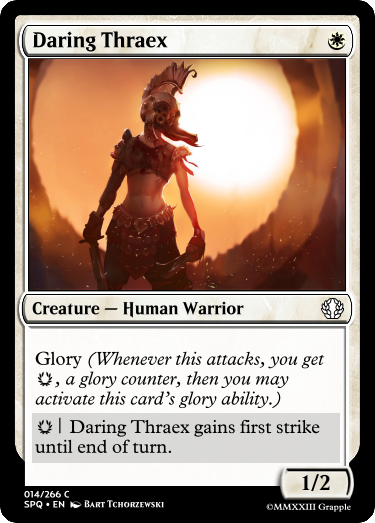 Daring Thraex
Creature — Human Warrior
Glory (Whenever this attacks, you get
, a glory counter, then you may
activate this card's glory ability.)
| Daring Thraex gains first strike
until end of turn.
1/2
014/266 C
SPQ • EN Bart Tchorzewski
©MMXXIII Grapple